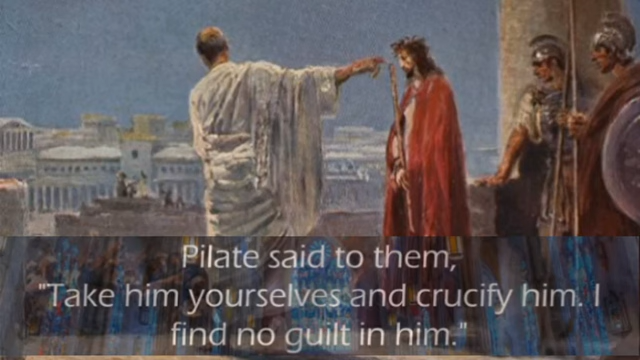 Pilate said to them,
"Take him yourselves and crucify him. I
find no guilt in him."